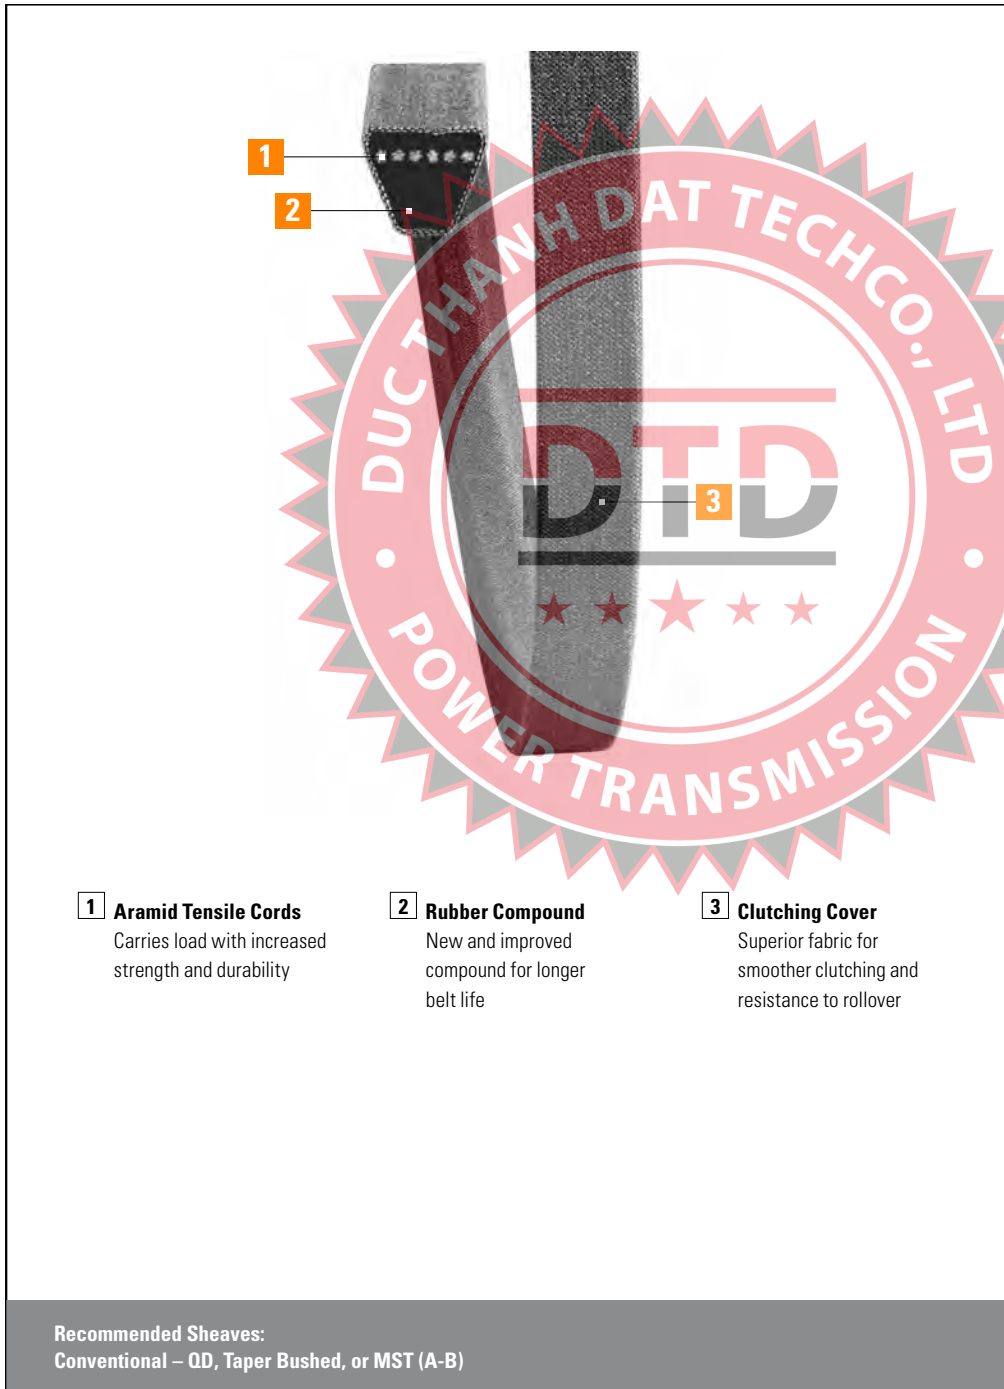 1
2
3
DUC THANH DAT TECHCO., LTD
DTD
• POWER TRANSMISSION •
1 Aramid Tensile Cords
Carries load with increased
strength and durability
2 Rubber Compound
New and improved
compound for longer
belt life
3 Clutching Cover
Superior fabric for
smoother clutching and
resistance to rollover
Recommended Sheaves:
Conventional – QD, Taper Bushed, or MST (A-B)